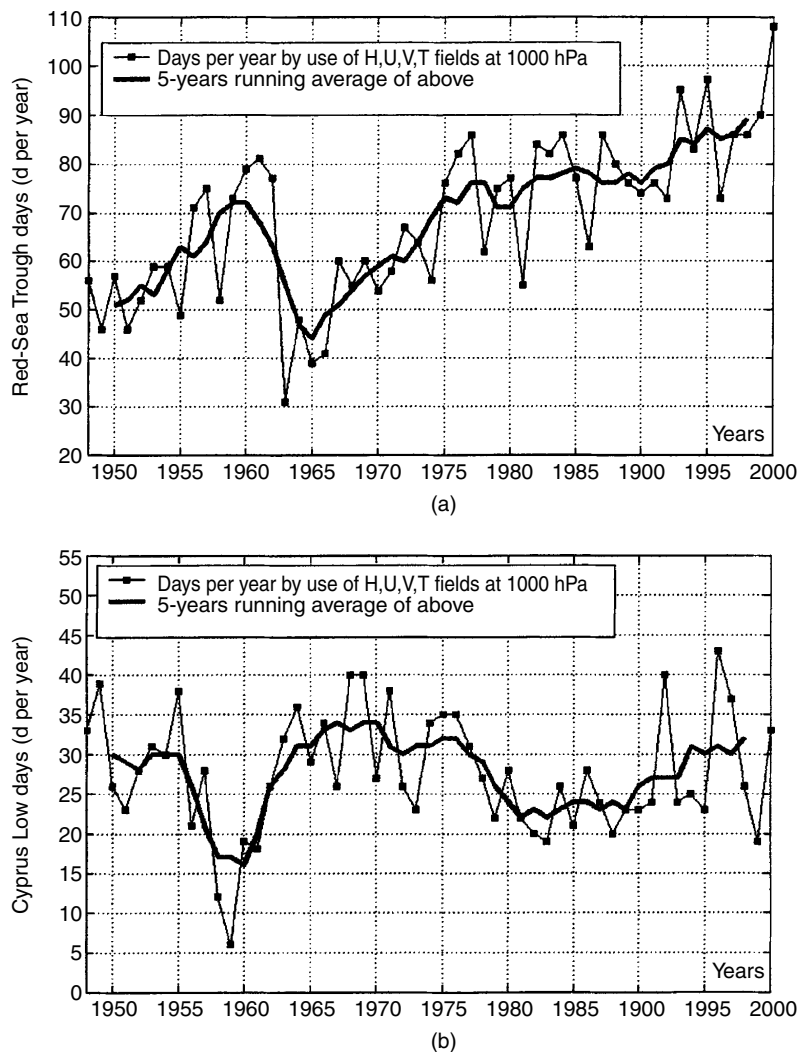 110
100
90
80
70
60
50
40
30
20
Red-Sea Trough days (d per year)
Days per year by use of H,U,V,T fields at 1000 hPa
5-years running average of above
Years
1950 1955 1960 1965 1970 1975 1980 1985 1900 1995 2000
(a)
55
50
45
40
35
30
25
20
15
10
5
0
Cyprus Low days (d per year)
Days per year by use of H,U,V,T fields at 1000 hPa
5-years running average of above
Years
1950 1955 1960 1965 1970 1975 1980 1985 1900 1995 2000
(b)